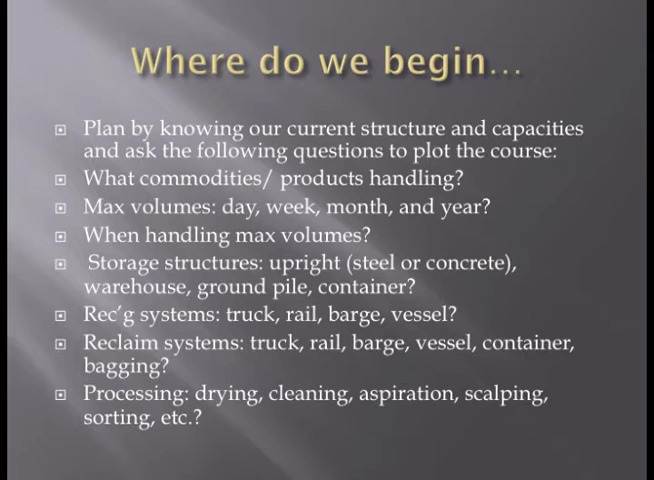 Where do we begin...
Plan by knowing our current structure and capacities
and ask the following questions to plot the course:
What commodities/ products handling?
Max volumes: day, week, month, and year?
When handling max volumes?
Storage structures: upright (steel or concrete),
warehouse, ground pile, container?
Rec'g systems: truck, rail, barge, vessel?
Reclaim systems: truck, rail, barge, vessel, container,
bagging?
Processing: drying, cleaning, aspiration, scalping,
sorting, etc.?